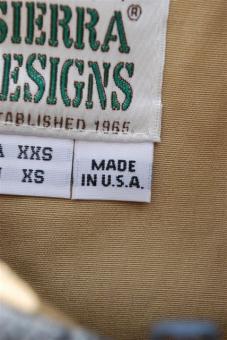 SIERRA®
DESIGNS
ESTABLISHED 1965
A XXS
XS
MADE
IN U.S.A.